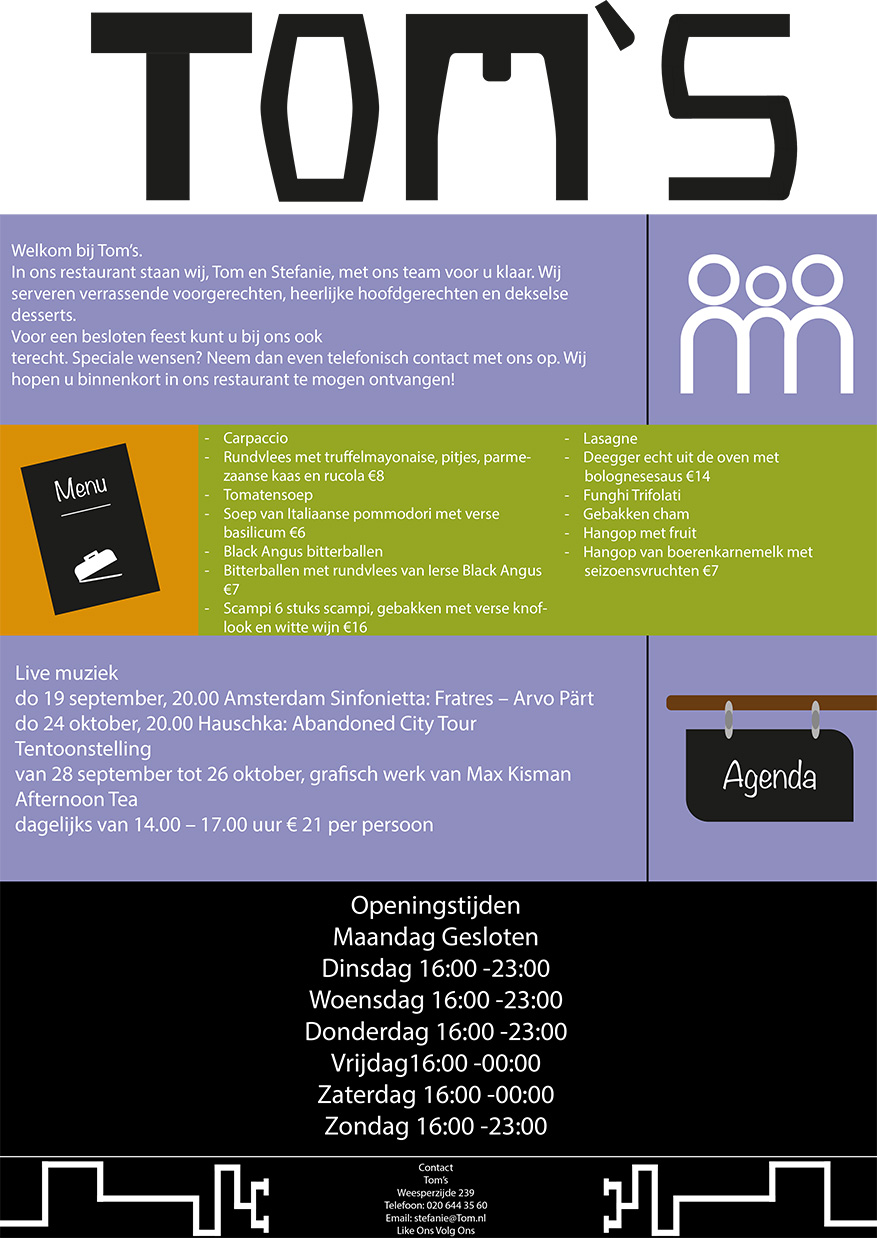 TOM'S
Welkom bij Tom's.
In ons restaurant staan wij, Tom en Stefanie, met ons team voor u klaar. Wij
serveren verrassende voorgerechten, heerlijke hoofdgerechten en dekselse
desserts.
Voor een besloten feest kunt u bij ons ook
terecht. Speciale wensen? Neem dan even telefonisch contact met ons op. Wij
hopen u binnenkort in ons restaurant te mogen ontvangen!
Menu
- Carpaccio
- Rundvlees met truffelmayonaise, pitjes, parme-
zaanse kaas en rucola €8
- Tomatensoep
- Soep van Italiaanse pommodori met verse
basilicum €6
- Black Angus bitterballen
- Bitterballen met rundvlees van Ierse Black Angus
€7
- Scampi 6 stuks scampi, gebakken met verse knof-
look en witte wijn €16
- Lasagne
- Deegger echt uit de oven met
bolognesesaus €14
- Funghi Trifolati
- Gebakken cham
- Hangop met fruit
- Hangop van boerenkarnemelk met
seizoensvruchten €7
Live muziek
do 19 september, 20.00 Amsterdam Sinfonietta: Fratres – Arvo Pärt
do 24 oktober, 20.00 Hauschka: Abandoned City Tour
Tentoonstelling
van 28 september tot 26 oktober, grafisch werk van Max Kisman
Afternoon Tea
dagelijks van 14.00 – 17.00 uur € 21 per persoon
Agenda
Openingstijden
Maandag Gesloten
Dinsdag 16:00 -23:00
Woensdag 16:00 -23:00
Donderdag 16:00 -23:00
Vrijdag16:00 -00:00
Zaterdag 16:00 -00:00
Zondag 16:00 -23:00
Contact
Tom's
Weesperzijde 239
Telefoon: 020 644 35 60
Email: stefanie@Tom.nl
Like Ons Volg Ons